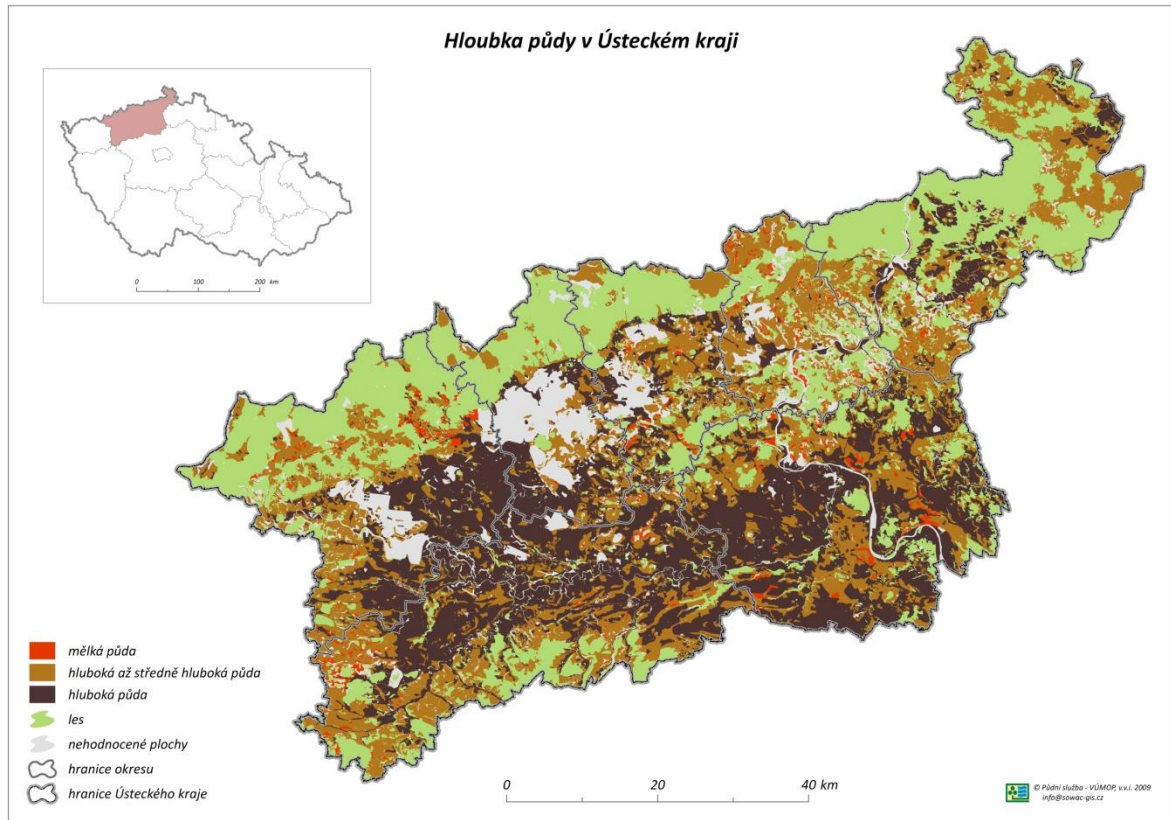 Hloubka půdy v Ústeckém kraji
0 100 200 km
mělká půda
hluboká až středně hluboká půda
hluboká půda
les
nehodnocené plochy
hranice okresu
hranice Ústeckého kraje
0 20 40 km
© Půdní služba - VÚMOP, v.v.i. 2009
info@sowac-gis.cz